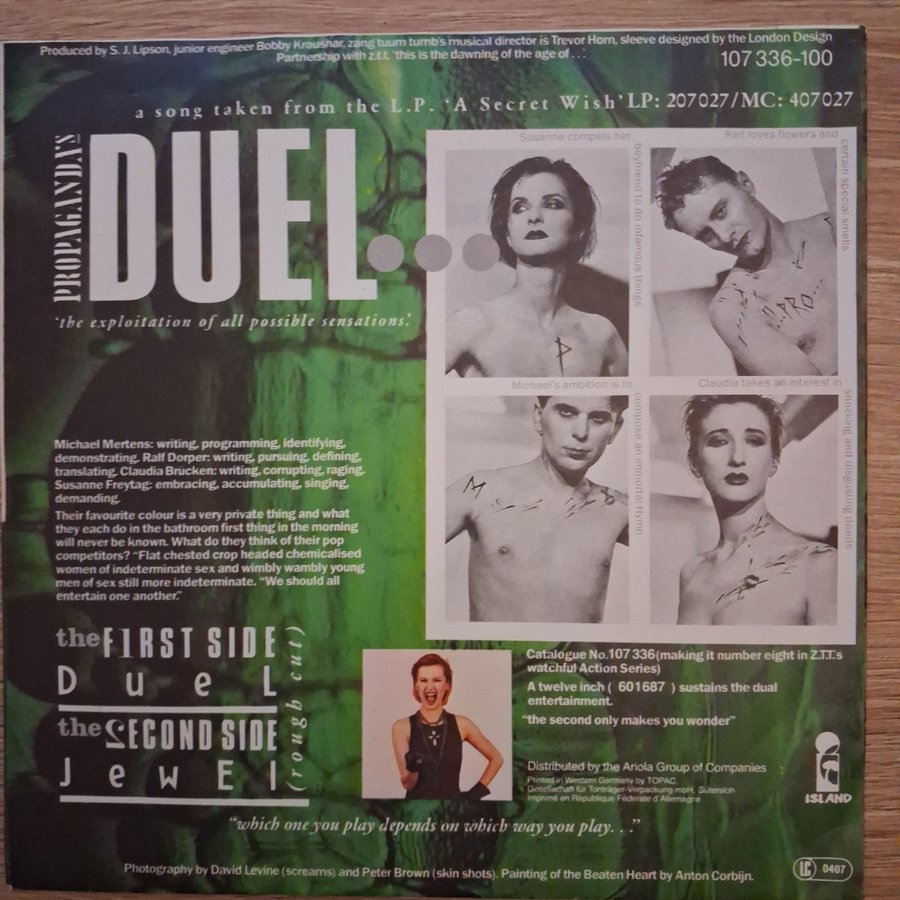 Produced by S. J. Lipson, junior engineer Bobby Kraushar, zang tuum tumb's musical director is Trevor Horn, sleeve designed by the London Design
Partnership with z.t.t. 'this is the dawning of the age of . . .
107 336-100
a song taken from the L.P. 'A Secret Wish' LP: 207027/MC: 407027
PROPAGANDA'S
DUEL...
'the exploitation of all possible sensations.'
Susanne compels her
boyfriend to do infamous things
Ralf loves flowers and
certain special smells
P
...PRO...
Michael's ambition is to
compose an immortal Hymn
Claudia takes an interest in
shocking and disgusting deeds
Michael Mertens: writing, programming, identifying,
demonstrating. Ralf Dorper: writing, pursuing, defining,
translating. Claudia Brücken: writing, corrupting, raging.
Susanne Freytag: embracing, accumulating, singing,
demanding.
Their favourite colour is a very private thing and what
they each do in the bathroom first thing in the morning
will never be known. What do they think of their pop
competitors? "Flat chested crop headed chemicalised
women of indeterminate sex and wimbly wambly young
men of sex still more indeterminate. "We should all
entertain one another."
the FIRST SIDE
DueL
the SECOND SIDE
JewEl
(rough cut)
Catalogue No.107 336 (making it number eight in Z.T.T.'s
watchful Action Series)
A twelve inch ( 601687 ) sustains the dual
entertainment.
"the second only makes you wonder"
Distributed by the Ariola Group of Companies
Printed in Western Germany by TOPAC,
Gesellschaft für Tonträger-Verpackung mbH, Gütersloh
Imprimé en République Fédérale d'Allemagne
ISLAND
"which one you play depends on which way you play. . ."
Photography by David Levine (screams) and Peter Brown (skin shots). Painting of the Beaten Heart by Anton Corbijn.
LC 0407